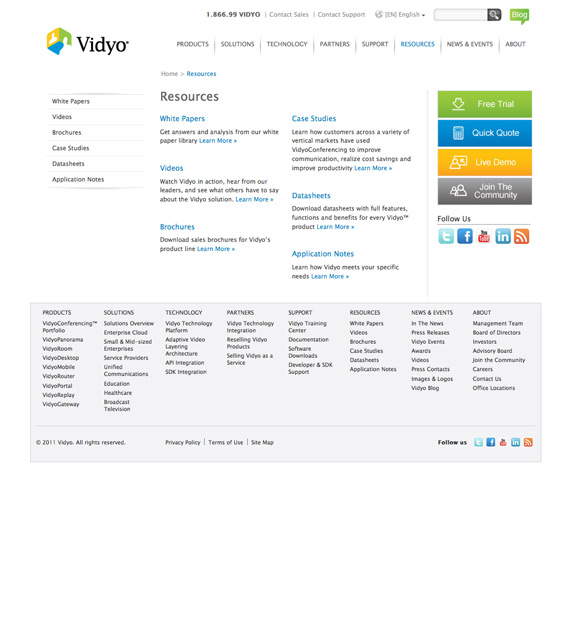 1.866.99 VIDYO | Contact Sales | Contact Support [EN] English Blog
Vidyo
PRODUCTS SOLUTIONS TECHNOLOGY PARTNERS SUPPORT RESOURCES NEWS & EVENTS ABOUT
Home > Resources
White Papers
Videos
Brochures
Case Studies
Datasheets
Application Notes
Resources
White Papers
Get answers and analysis from our white
paper library Learn More »
Videos
Watch Vidyo in action, hear from our
leaders, and see what others have to say
about the Vidyo solution. Learn More »
Brochures
Download sales brochures for Vidyo's
product line Learn More »
Case Studies
Learn how customers across a variety of
vertical markets have used
VidyoConferencing to improve
communication, realize cost savings and
improve productivity Learn More »
Datasheets
Download datasheets with full features,
functions and benefits for every Vidyo™
product Learn More »
Application Notes
Learn how Vidyo meets your specific
needs Learn More »
Free Trial
Quick Quote
Live Demo
Join The
Community
Follow Us
PRODUCTS
VidyoConferencing™
Portfolio
VidyoPanorama
VidyoRoom
VidyoDesktop
VidyoMobile
VidyoRouter
VidyoPortal
VidyoReplay
VidyoGateway
SOLUTIONS
Solutions Overview
Enterprise Cloud
Small & Mid-sized
Enterprises
Service Providers
Unified
Communications
Education
Healthcare
Broadcast
Television
TECHNOLOGY
Vidyo Technology
Platform
Adaptive Video
Layering
Architecture
API Integration
SDK Integration
PARTNERS
Vidyo Technology
Integration
Reselling Vidyo
Products
Selling Vidyo as a
Service
SUPPORT
Vidyo Training
Center
Documentation
Software
Downloads
Developer & SDK
Support
RESOURCES
White Papers
Videos
Brochures
Case Studies
Datasheets
Application Notes
NEWS & EVENTS
In The News
Press Releases
Vidyo Events
Awards
Videos
Press Contacts
Images & Logos
Vidyo Blog
ABOUT
Management Team
Board of Directors
Investors
Advisory Board
Join the Community
Careers
Contact Us
Office Locations
© 2011 Vidyo. All rights reserved. Privacy Policy | Terms of Use | Site Map Follow us